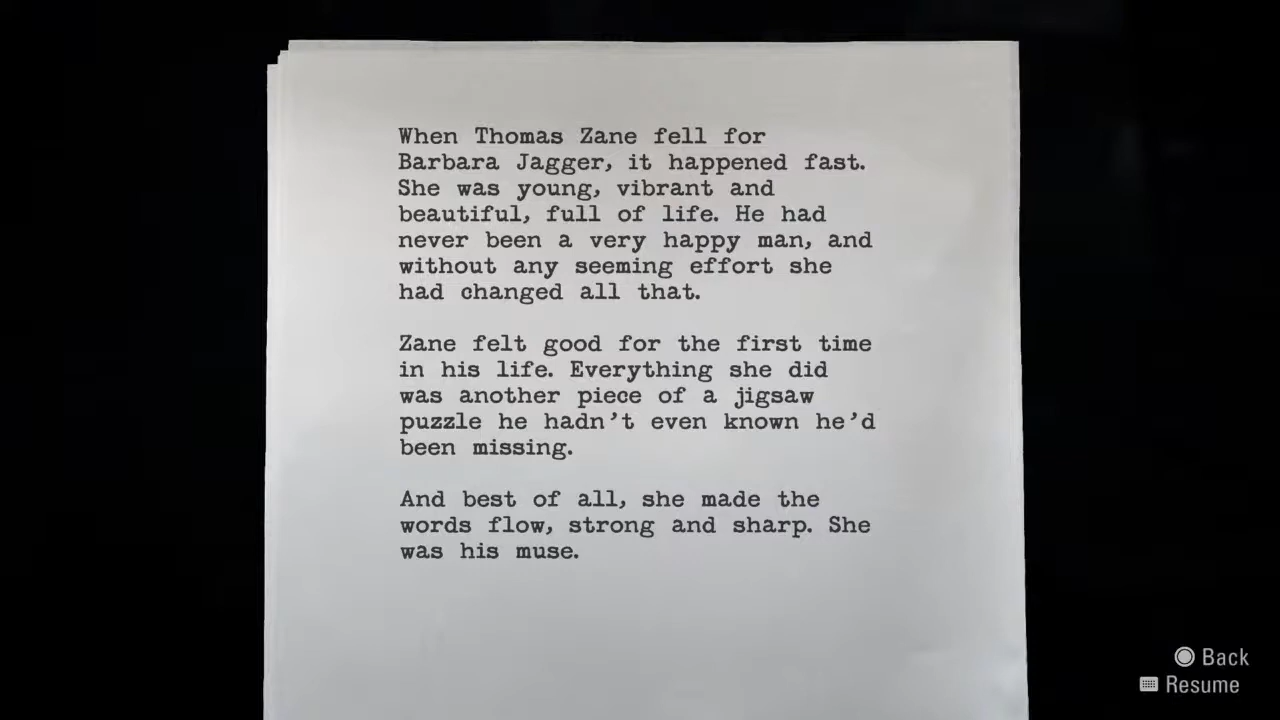 When Thomas Zane fell for
Barbara Jagger, it happened fast.
She was young, vibrant and
beautiful, full of life. He had
never been a very happy man, and
without any seeming effort she
had changed all that.
Zane felt good for the first time
in his life. Everything she did
was another piece of a jigsaw
puzzle he hadn't even known he'd
been missing.
And best of all, she made the
words flow, strong and sharp. She
was his muse.
Back
Resume